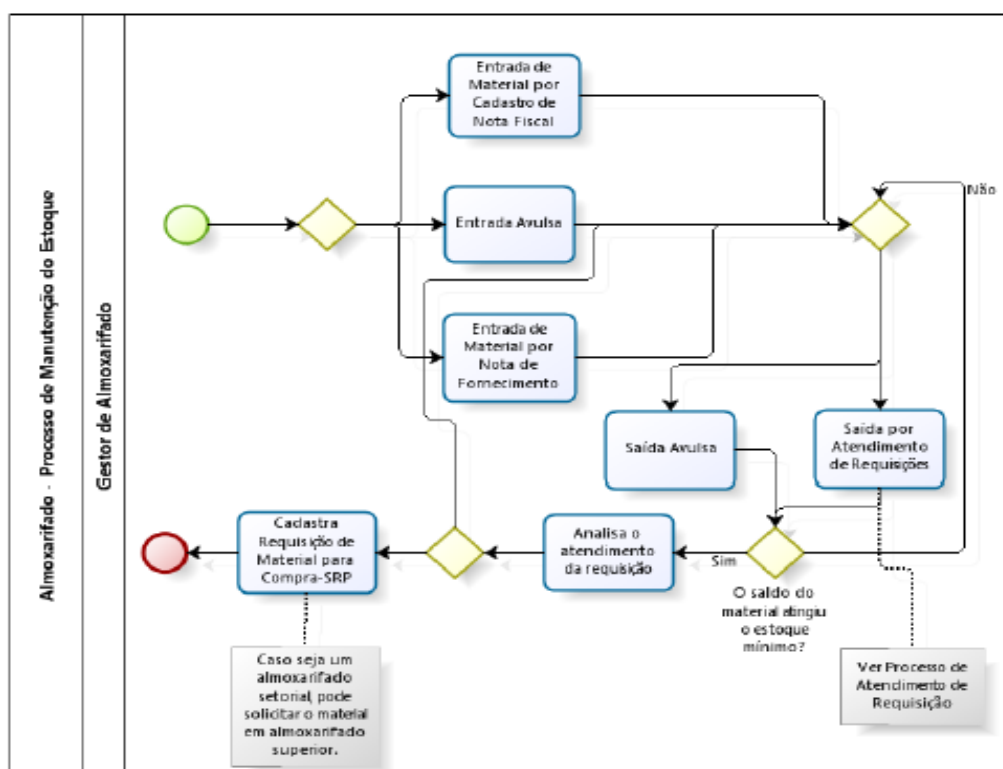 Almoxarifado - Processo de Manutenção do Estoque
Gestor de Almoxarifado
Entrada de
Material por
Cadastro de
Nota Fiscal
Entrada Avulsa
Não
Entrada de
Material por
Nota de
Fornecimento
Saída Avulsa
Saída por
Atendimento
de Requisições
Cadastra
Requisição de
Material para
Compra-SRP
Analisa o
atendimento
da requisição
Sim
O saldo do
material atingiu
o estoque
mínimo?
Caso seja um
almoxarifado
setorial, pode
solicitar o material
em almoxarifado
superior.
Ver Processo de
Atendimento de
Requisição